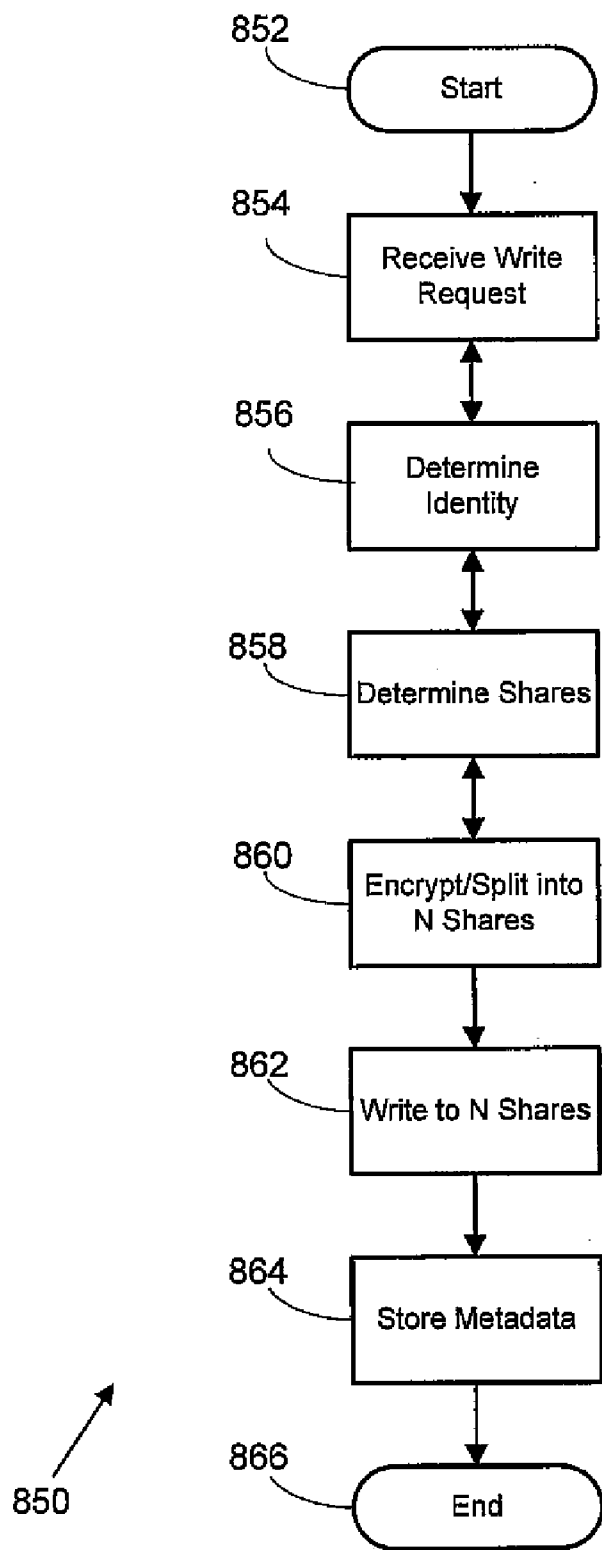 852
Start
854
Receive Write
Request
856
Determine
Identity
858
Determine Shares
860
Encrypt/Split into
N Shares
862
Write to N Shares
864
Store Metadata
866
End
850